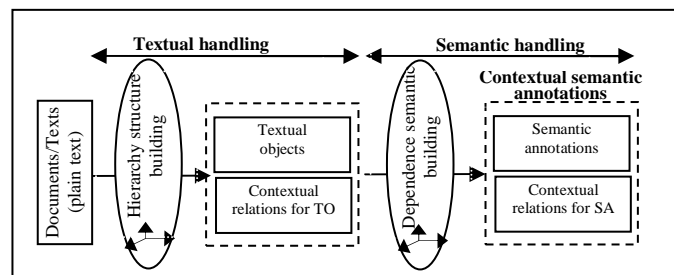 Textual handling
Semantic handling
Documents/Texts
(plain text)
Hierarchy structure
building
Textual
objects
Contextual
relations for TO
Dependence semantic
building
Contextual semantic
annotations
Semantic
annotations
Contextual
relations for SA